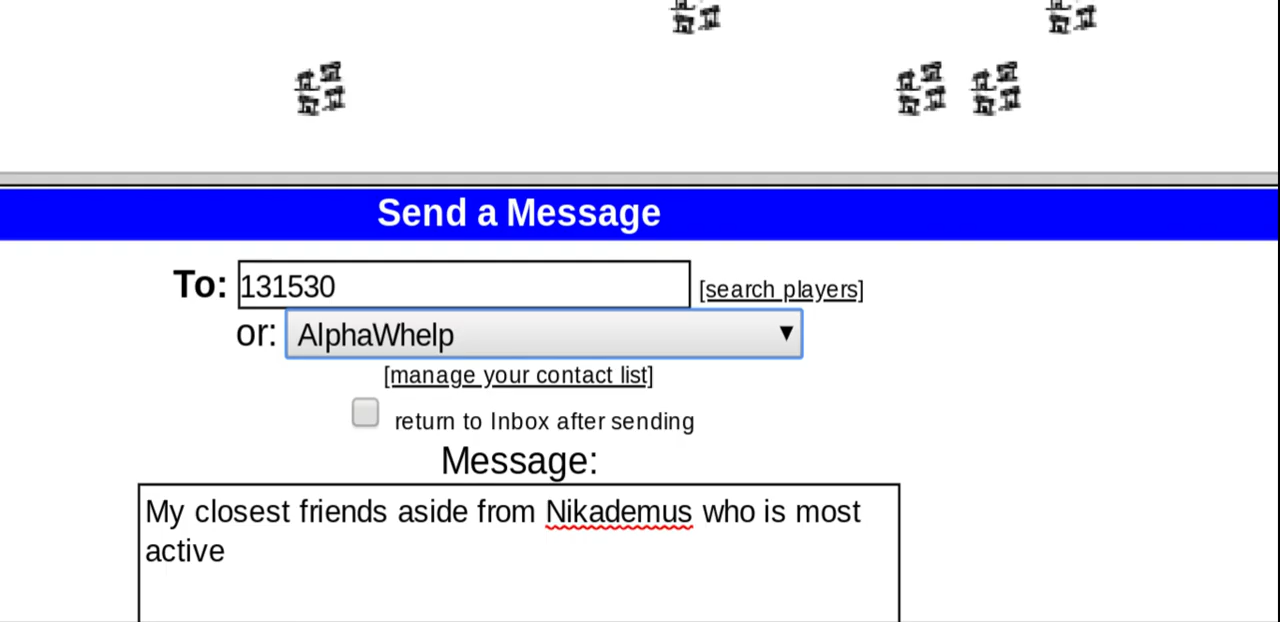 Send a Message
To: 131530 [search players]
or: AlphaWhelp ▼
[manage your contact list]
return to Inbox after sending
Message:
My closest friends aside from Nikademus who is most
active